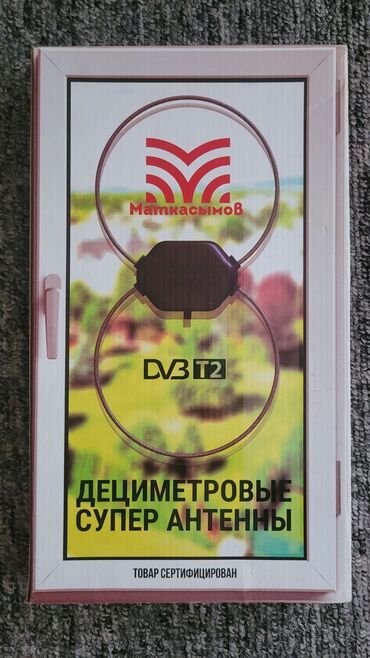 Маткасымов
DVB T2
ДЕЦИМЕТРОВЫЕ
СУПЕР АНТЕННЫ
ТОВАР СЕРТИФИЦИРОВАН